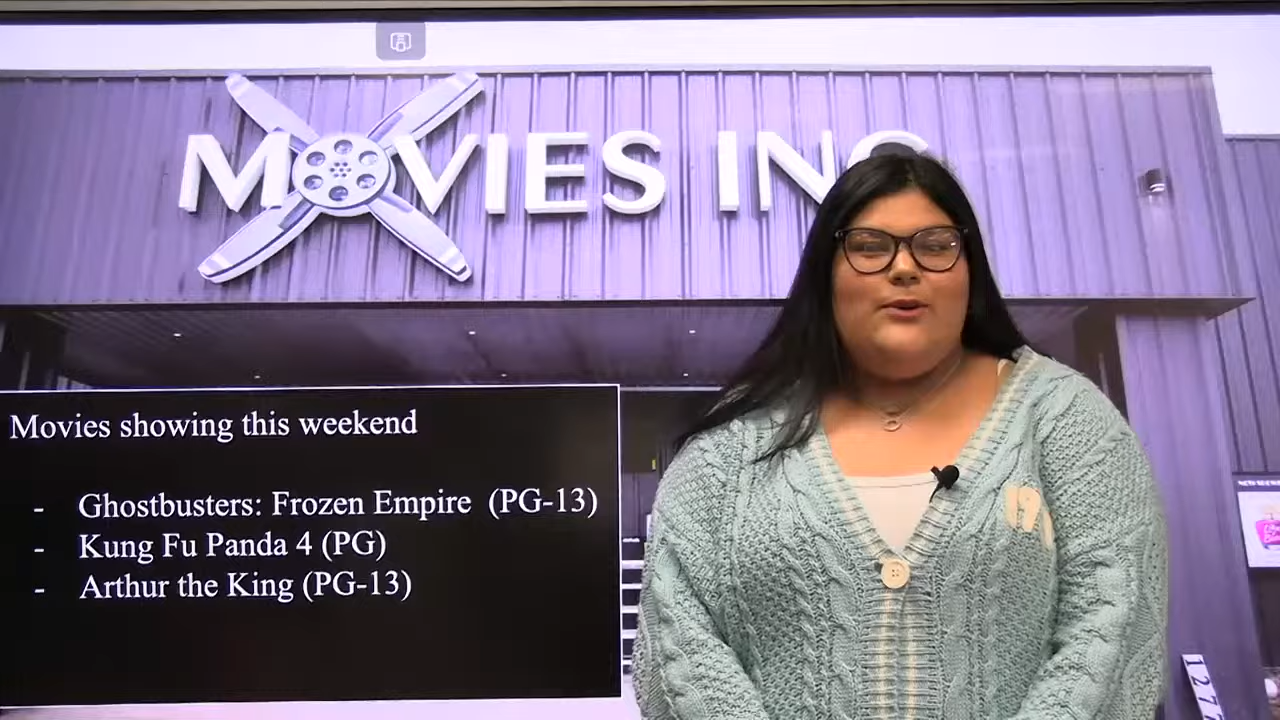 MOVIES INC
Movies showing this weekend
- Ghostbusters: Frozen Empire (PG-13)
- Kung Fu Panda 4 (PG)
- Arthur the King (PG-13)
127